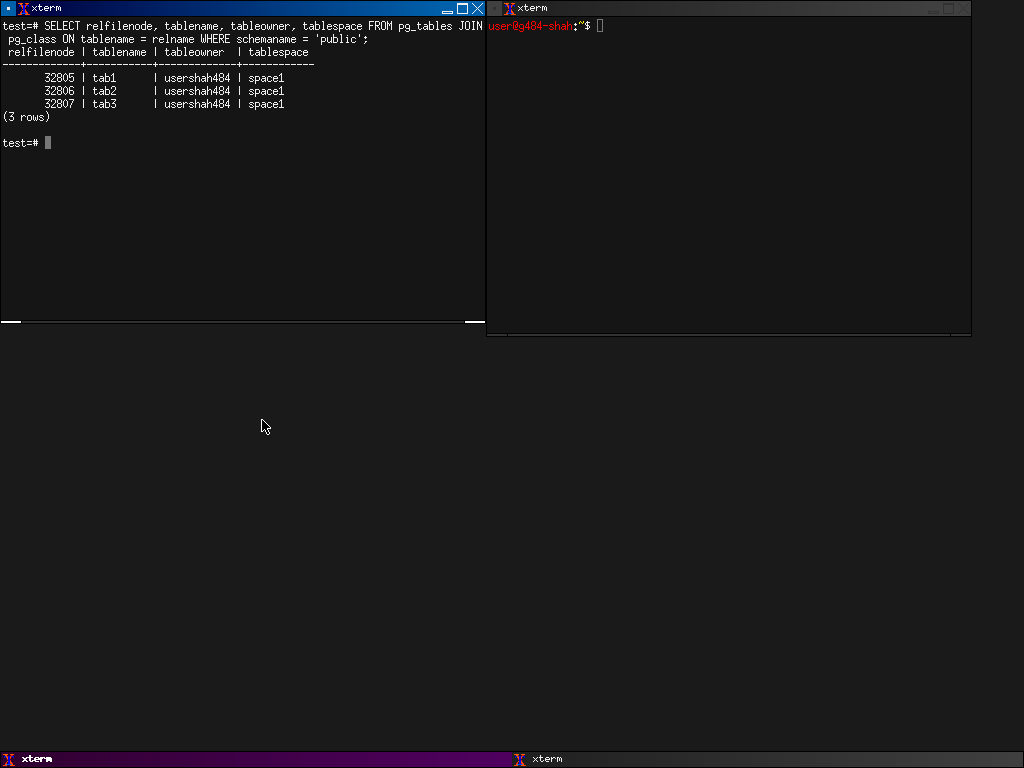 xterm
test=# SELECT relfilenode, tablename, tableowner, tablespace FROM pg_tables JOIN
 pg_class ON tablename = relname WHERE schemaname = 'public';
 relfilenode | tablename | tableowner  | tablespace
-------------+-----------+-------------+------------
       32805 | tab1      | usershah484 | space1
       32806 | tab2      | usershah484 | space1
       32807 | tab3      | usershah484 | space1
(3 rows)
test=#
xterm
user@g484-shah:~$
xterm
xterm